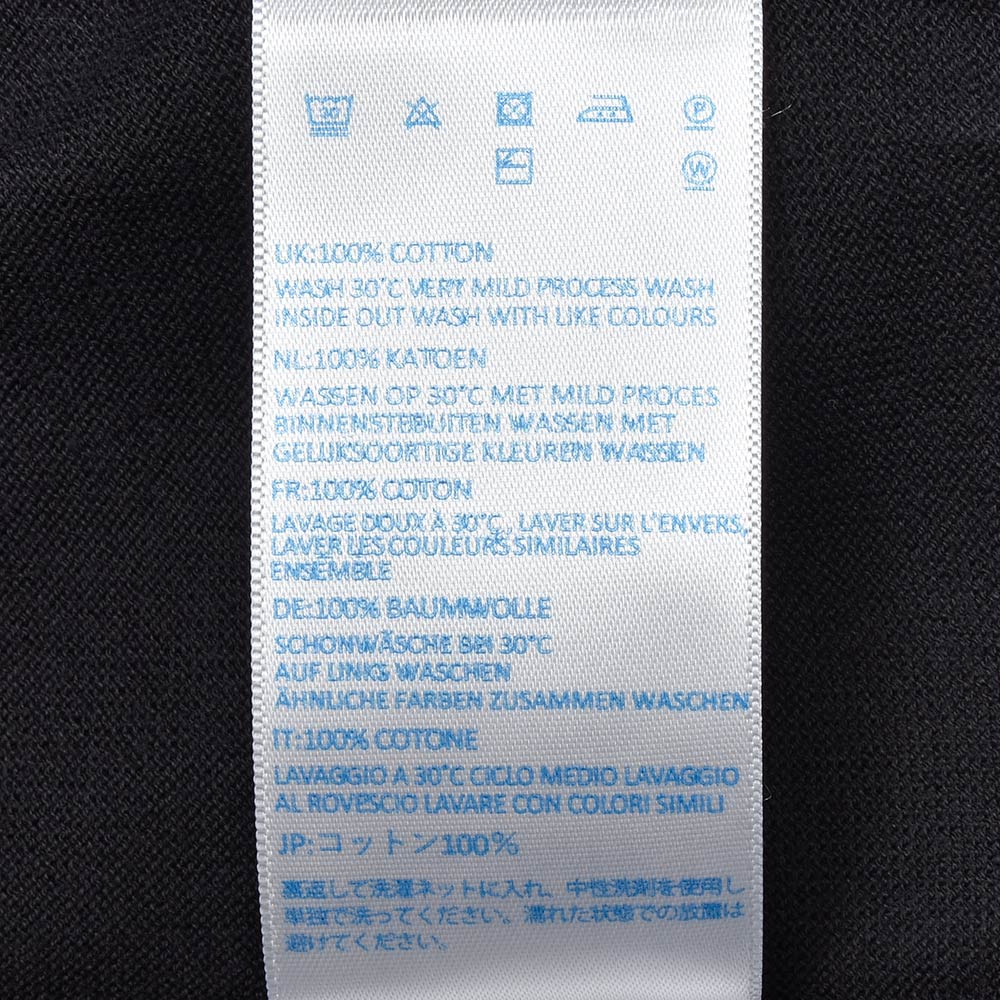 30
P
W
UK:100% COTTON
WASH 30°C VERY MILD PROCESS WASH
INSIDE OUT WASH WITH LIKE COLOURS
NL:100% KATOEN
WASSEN OP 30°C MET MILD PROCES
BINNENSTEBUITEN WASSEN MET
GELIJKSOORTIGE KLEUREN WASSEN
FR:100% COTON
LAVAGE DOUX À 30°C, LAVER SUR L'ENVERS,
LAVER LES COULEURS SIMILAIRES
ENSEMBLE
DE:100% BAUMWOLLE
SCHONWÄSCHE BEI 30°C
AUF LINKS WASCHEN
ÄHNLICHE FARBEN ZUSAMMEN WASCHEN
IT:100% COTONE
LAVAGGIO A 30°C CICLO MEDIO LAVAGGIO
AL ROVESCIO LAVARE CON COLORI SIMILI
JP:コットン100%
裏返して洗濯ネットに入れ、中性洗剤を使用し
単独で洗ってください。濡れた状態での放置は
避けてください。